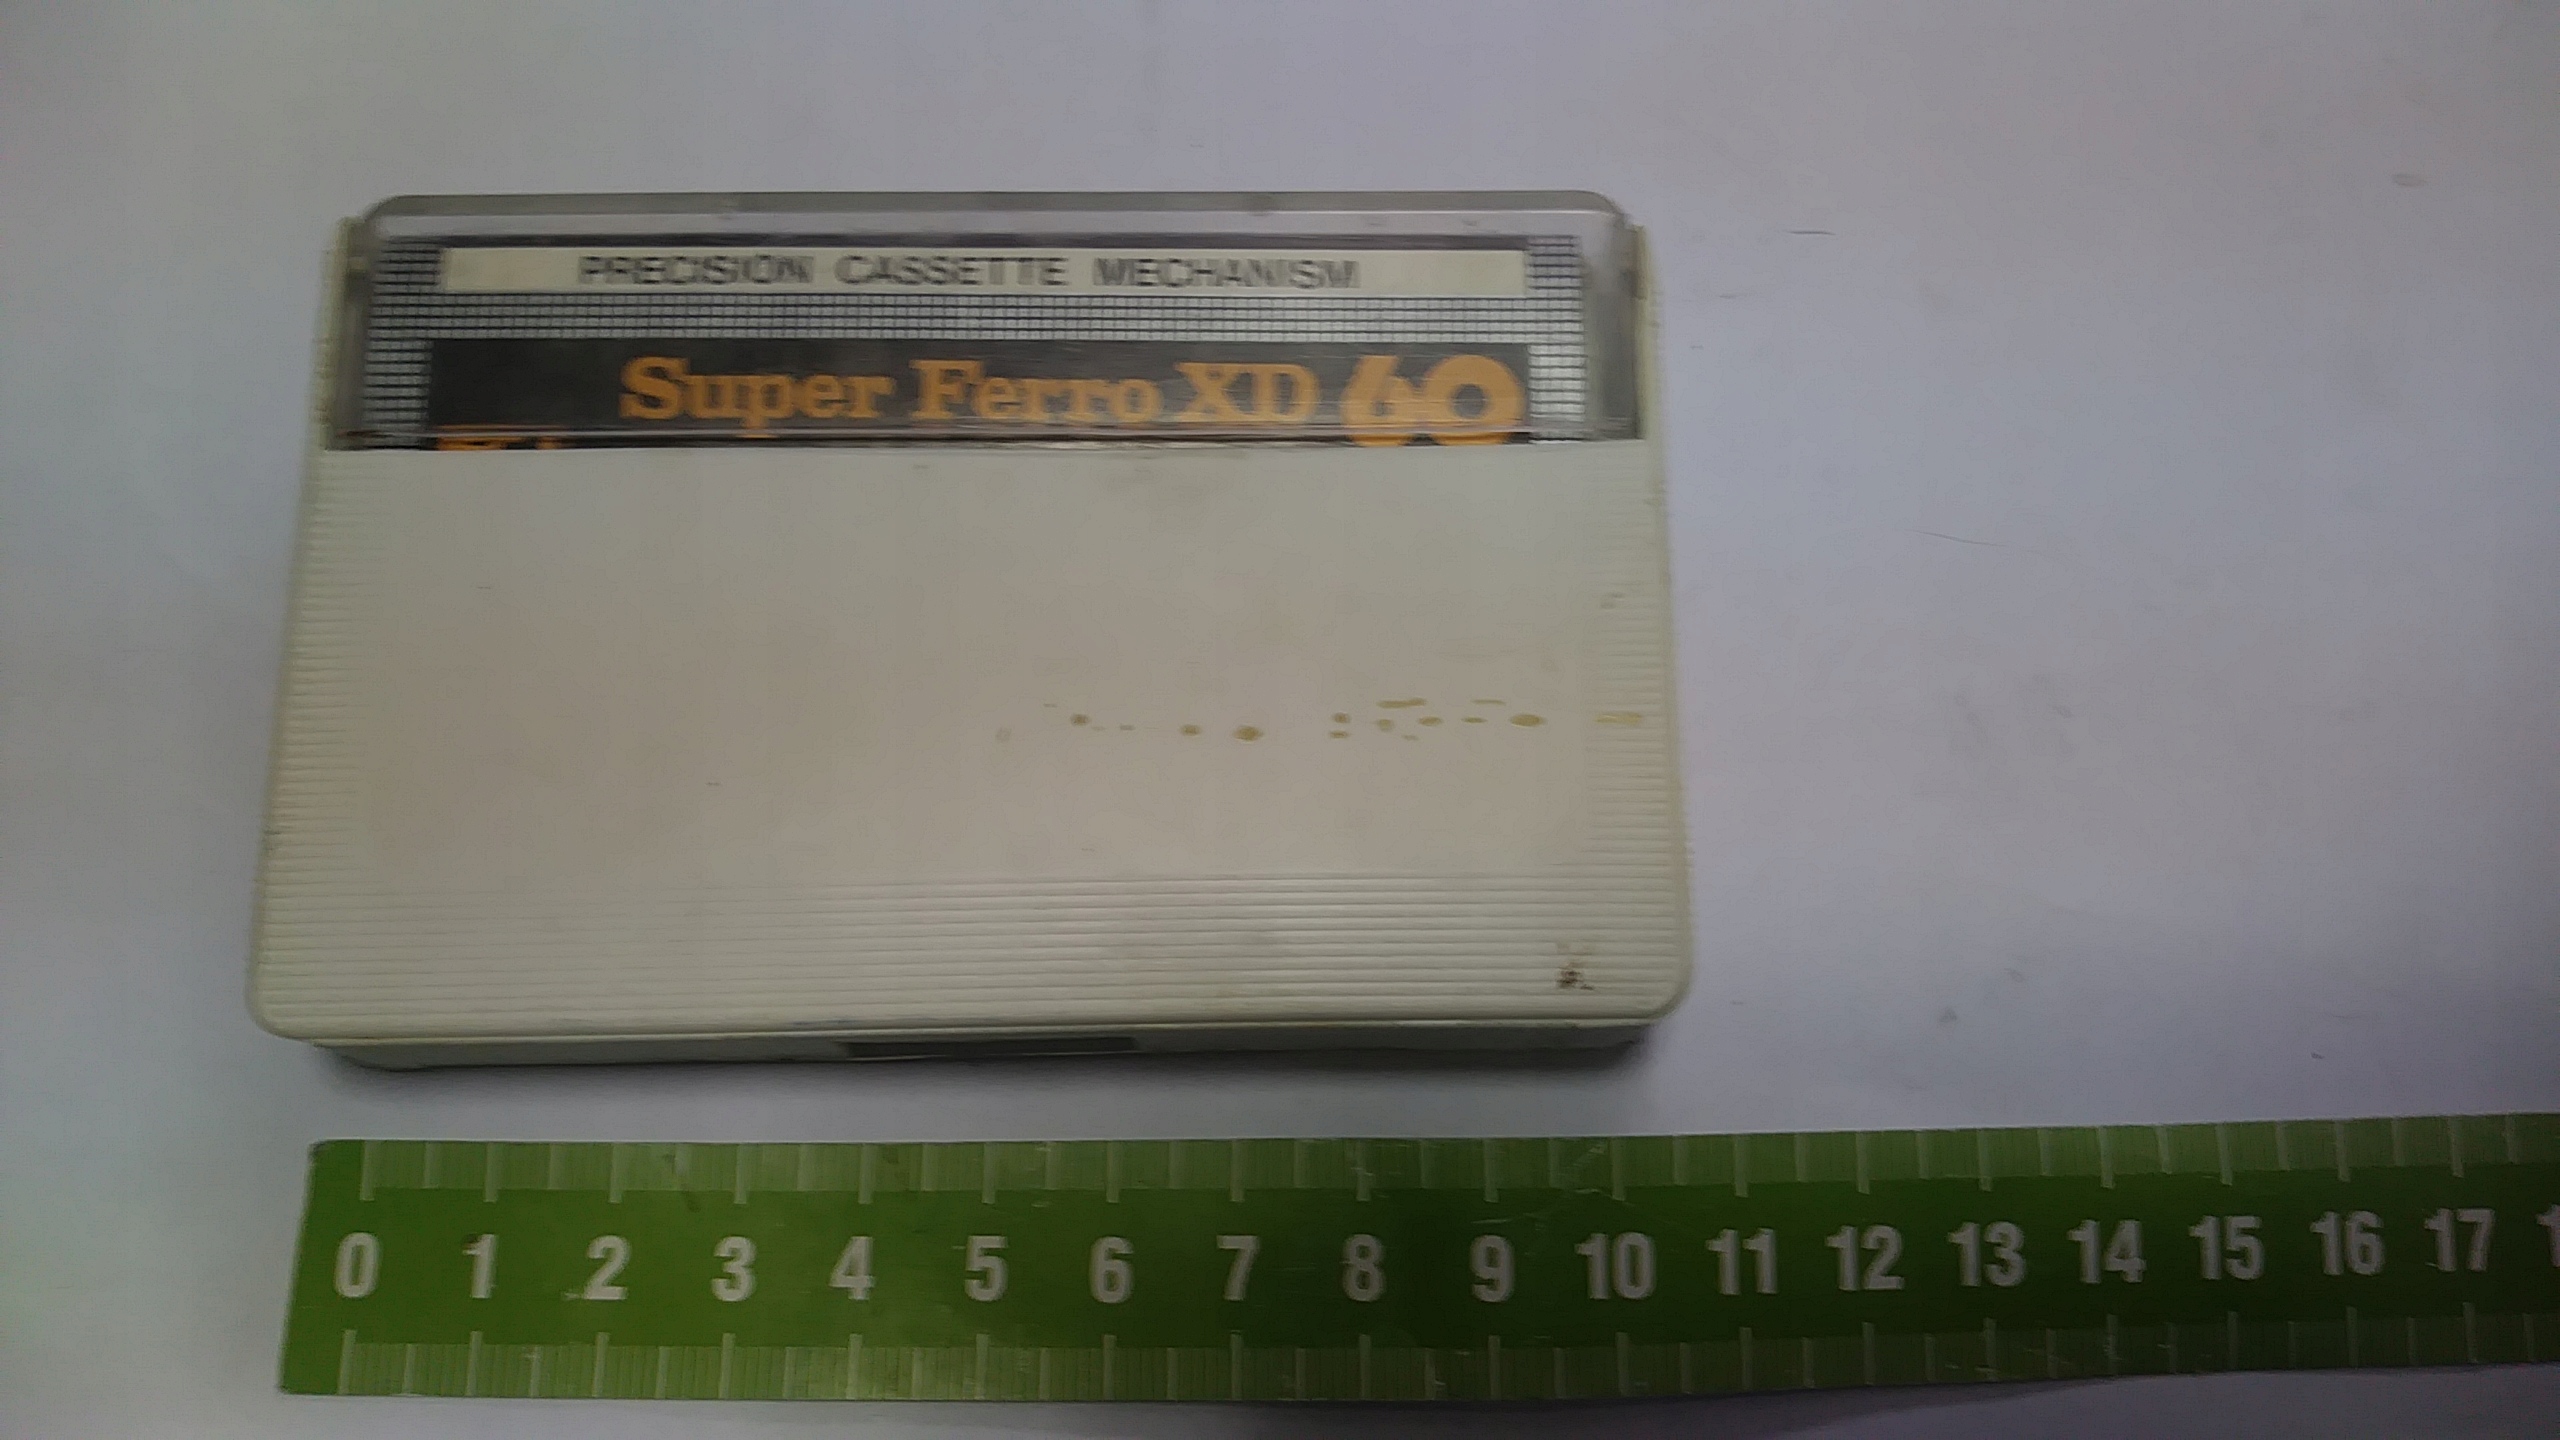 PRECISION CASSETTE MECHANISM
Super Ferro XD 60
0 1 2 3 4 5 6 7 8 9 10 11 12 13 14 15 16 17